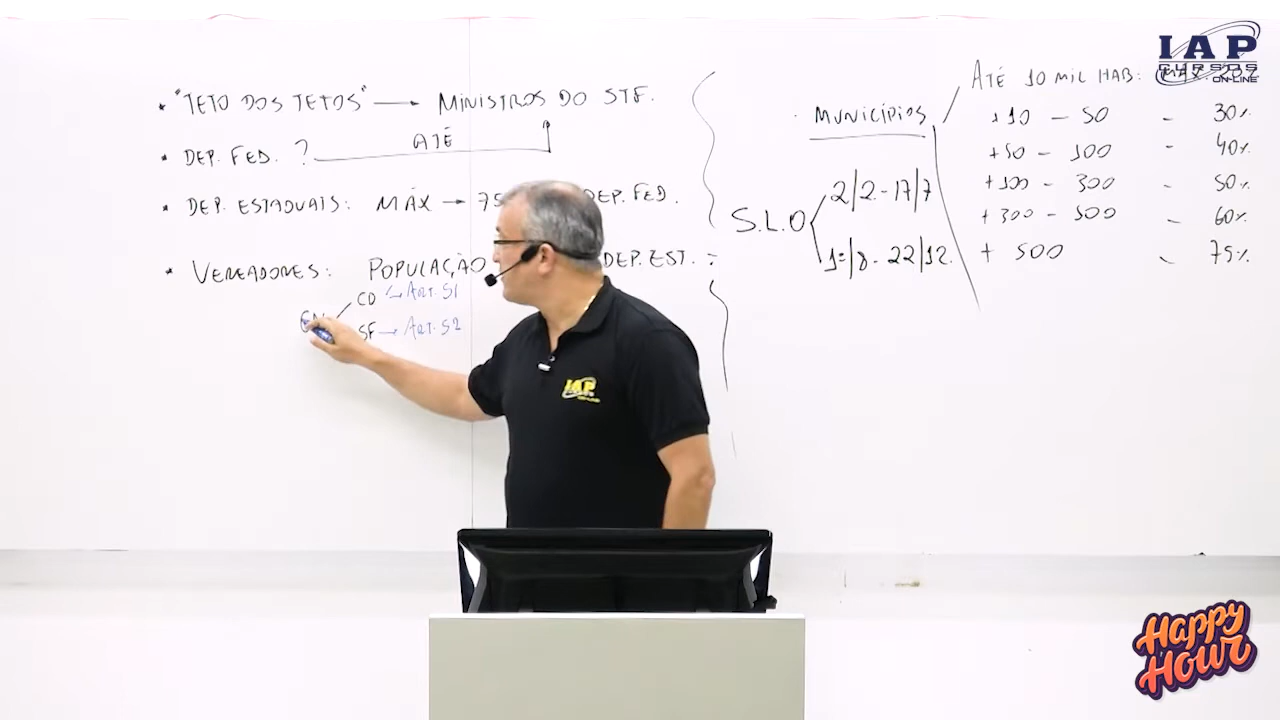 • "TETO DOS TETOS" → MINISTROS DO STF.
• DEP. FED. ? ATÉ
• DEP. ESTADUAIS: MÁX → 75 DEP. FED.
• VEREADORES: POPULAÇÃO DEP. EST. :
CD → ART. 51
SF → ART. 52
MUNICÍPIOS
S.L.O
2/2 - 17/7
1º/8 - 22/12.
ATÉ 10 MIL HAB: MÁX. 20%
+10 - 50 - 30%
+50 - 100 - 40%
+100 - 300 - 50%
+300 - 500 - 60%
+ 500 - 75%
IAP
CURSOS
ON-LINE
IAP
Happy
Hour